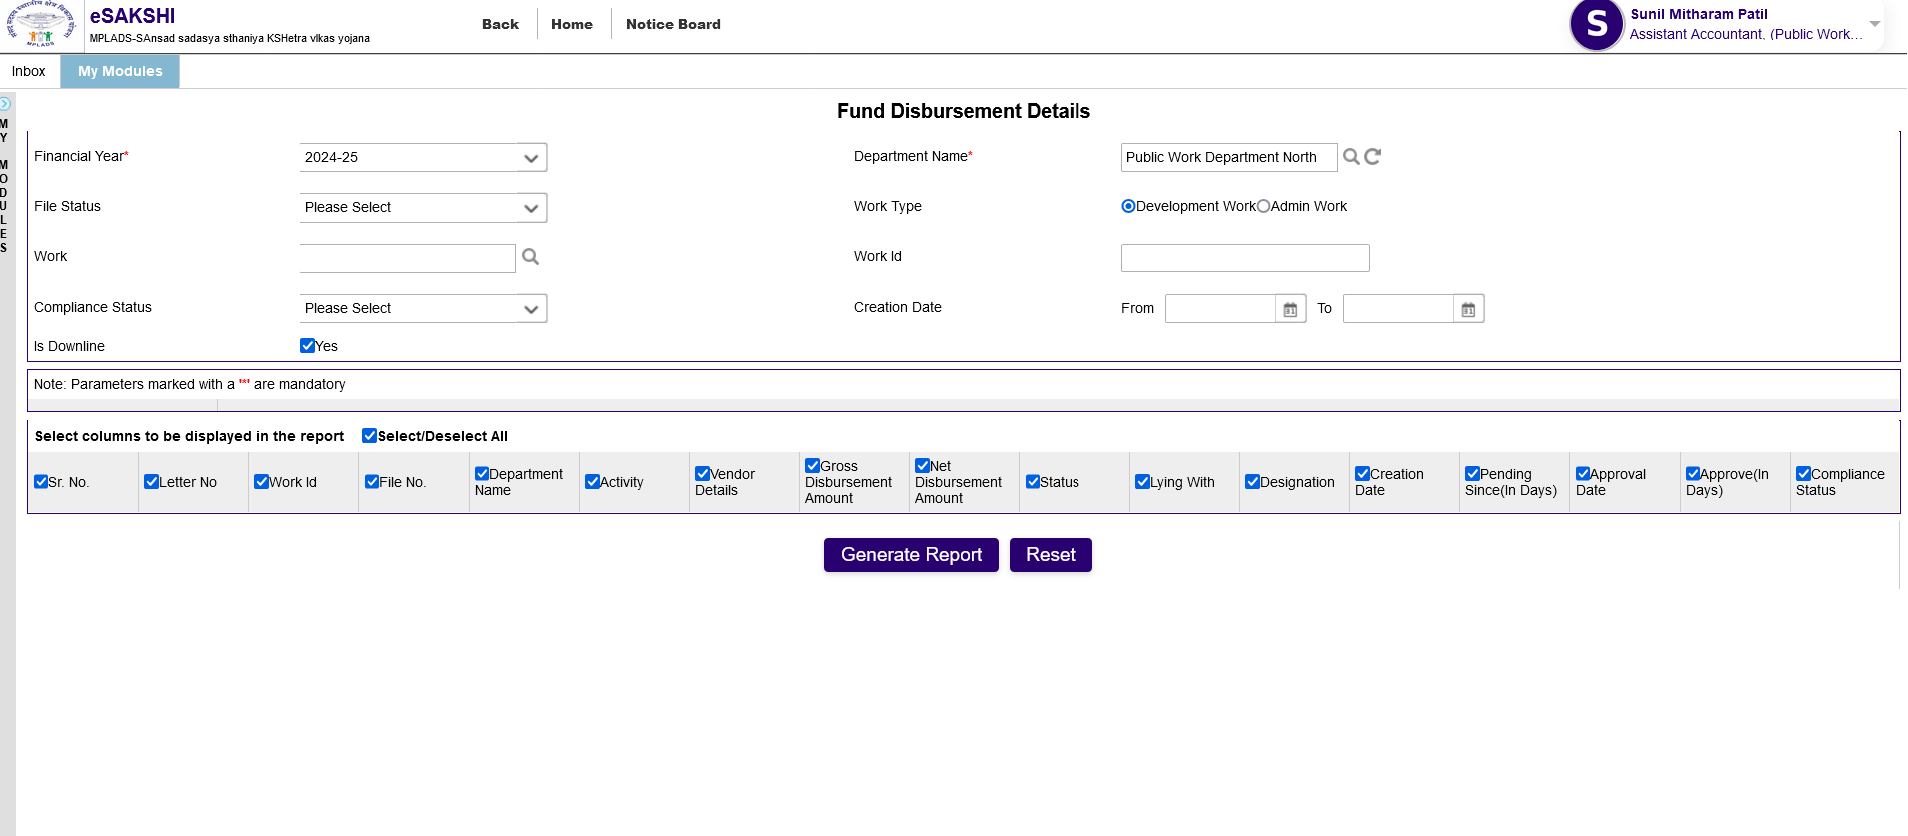 eSAKSHI
MPLADS-SAnsad sadasya sthaniya KSHetra vIkas yojana
MPLADS
Back
Home
Notice Board
S
Sunil Mitharam Patil
Assistant Accountant, (Public Work...
Inbox
My Modules
MY MODULES
Fund Disbursement Details
Financial Year*
2024-25
Department Name*
Public Work Department North
File Status
Please Select
Work Type
Development Work
Admin Work
Work
Work Id
Compliance Status
Please Select
Creation Date
From
31
To
31
Is Downline
Yes
Note: Parameters marked with a '*' are mandatory
Select columns to be displayed in the report
Select/Deselect All
Sr. No.
Letter No
Work Id
File No.
Department
Name
Activity
Vendor
Details
Gross
Disbursement
Amount
Net
Disbursement
Amount
Status
Lying With
Designation
Creation
Date
Pending
Since(In Days)
Approval
Date
Approve(In
Days)
Compliance
Status
Generate Report
Reset